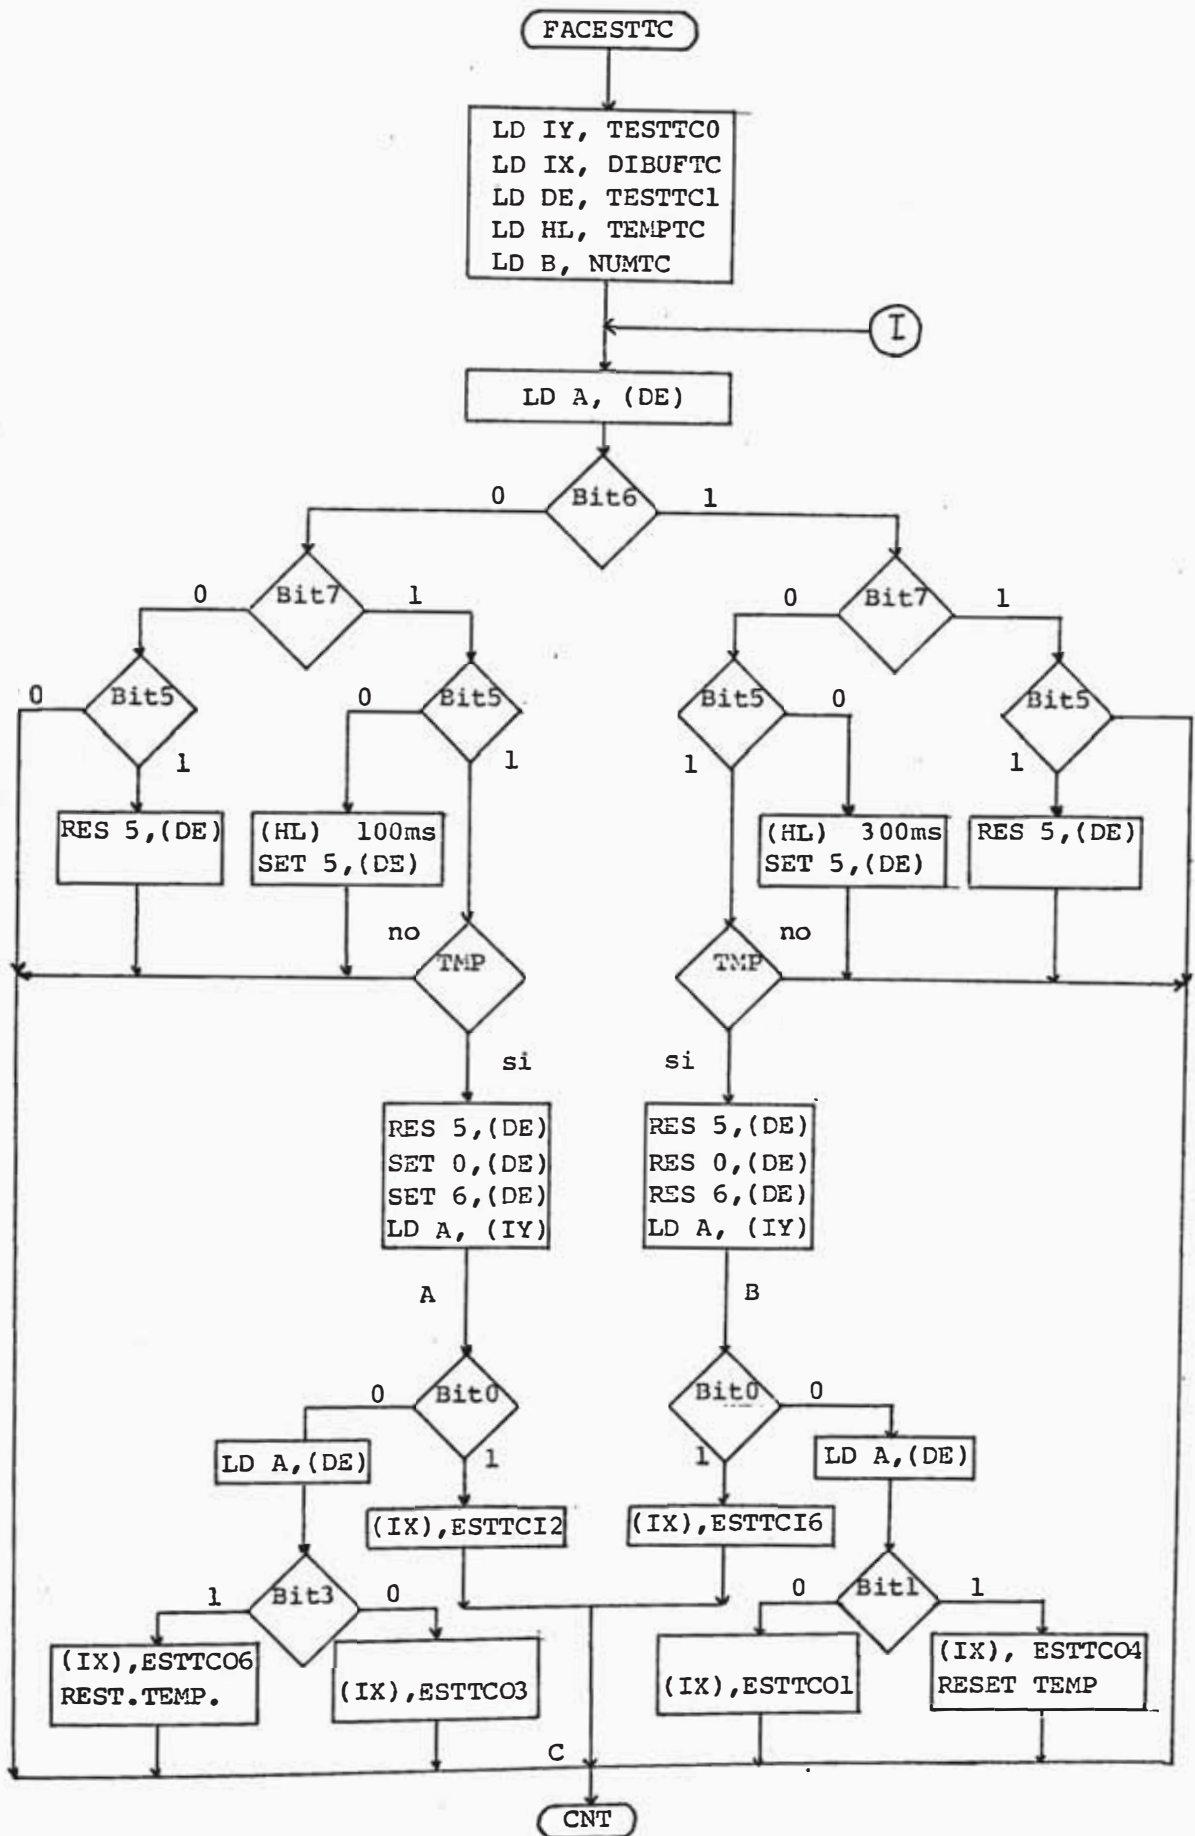 FACESTTC
LD IY, TESTTC0
LD IX, DIBUFTC
LD DE, TESTTC1
LD HL, TEMPTC
LD B, NUMTC
I
LD A, (DE)
0
Bit6
1
0
Bit7
1
0
Bit7
1
0
Bit5
1
0
Bit5
1
Bit5
0
1
Bit5
1
RES 5,(DE)
(HL) 100ms
SET 5,(DE)
(HL) 300ms
SET 5,(DE)
RES 5,(DE)
no
TMP
TMP
no
si
si
RES 5,(DE)
SET 0,(DE)
SET 6,(DE)
LD A, (IY)
RES 5,(DE)
RES 0,(DE)
RES 6,(DE)
LD A, (IY)
A
B
0
Bit0
1
Bit0
0
1
LD A,(DE)
LD A,(DE)
(IX),ESTTCI2
(IX),ESTTCI6
1
Bit3
0
0
Bit1
1
(IX),ESTTCO6
REST.TEMP.
(IX),ESTTCO3
(IX),ESTTCO1
(IX), ESTTCO4
RESET TEMP
C
CNT